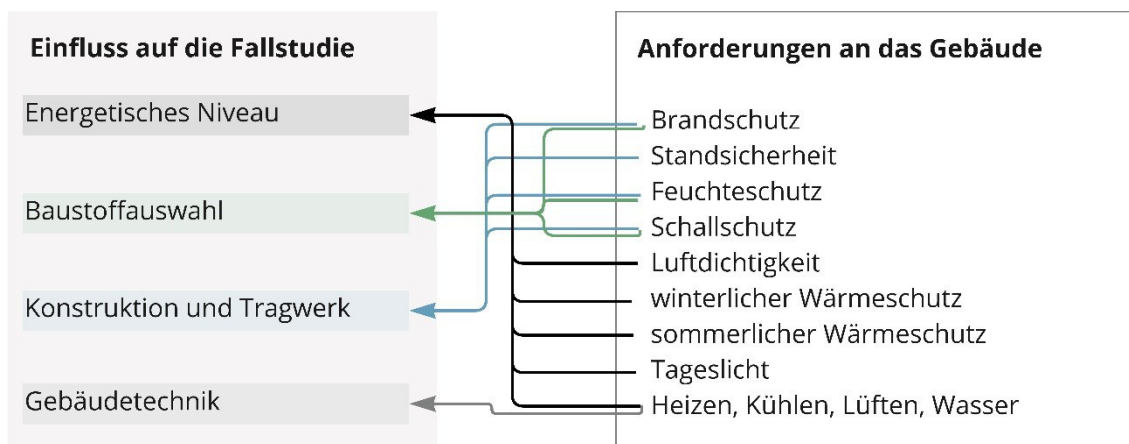 Einfluss auf die Fallstudie
Energetisches Niveau
Baustoffauswahl
Konstruktion und Tragwerk
Gebäudetechnik
Anforderungen an das Gebäude
Brandschutz
Standsicherheit
Feuchteschutz
Schallschutz
Luftdichtigkeit
winterlicher Wärmeschutz
sommerlicher Wärmeschutz
Tageslicht
Heizen, Kühlen, Lüften, Wasser